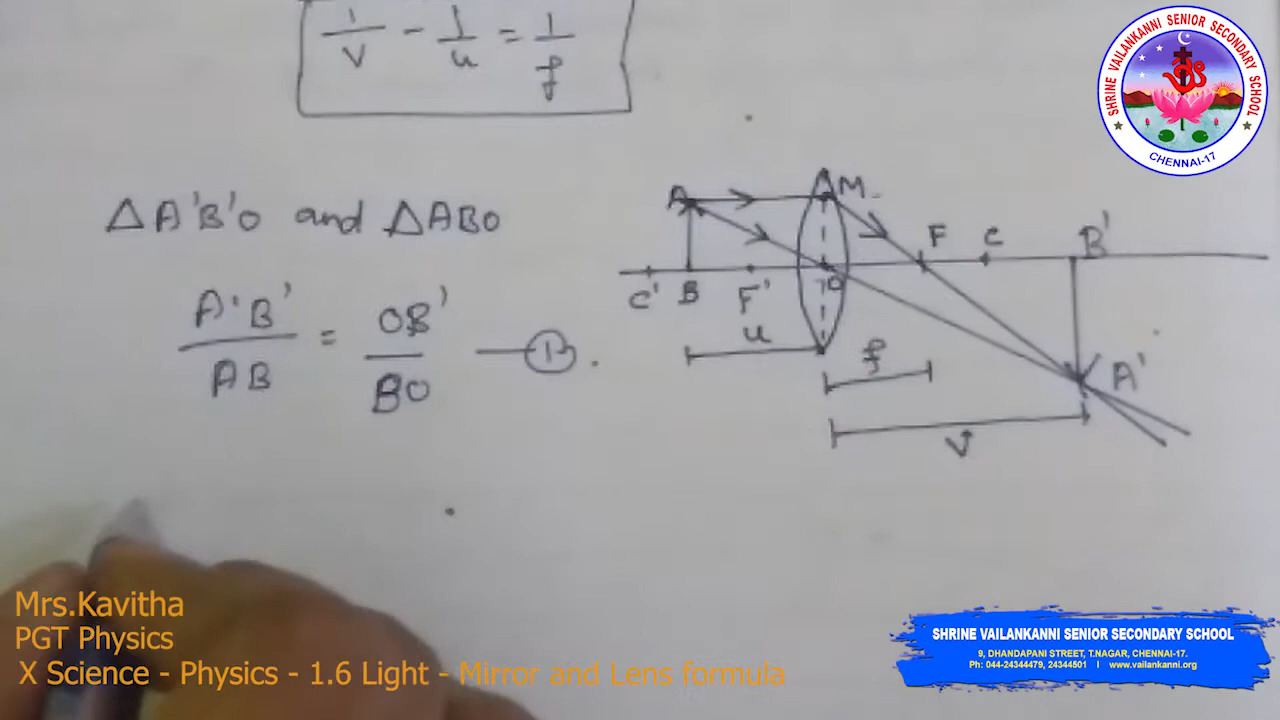 1/v - 1/u = 1/f
ΔA'B'O and ΔABO
A'B'/AB = OB'/BO — ①.
A M
F C B'
C' B F' O
u
f
A'
v
SHRINE VAILANKANNI SENIOR SECONDARY SCHOOL
CHENNAI-17
Mrs.Kavitha
PGT Physics
X Science - Physics - 1.6 Light - Mirror and Lens formula
SHRINE VAILANKANNI SENIOR SECONDARY SCHOOL
9, DHANDAPANI STREET, T.NAGAR, CHENNAI-17.
Ph: 044-24344479, 24344501 I www.vailankanni.org